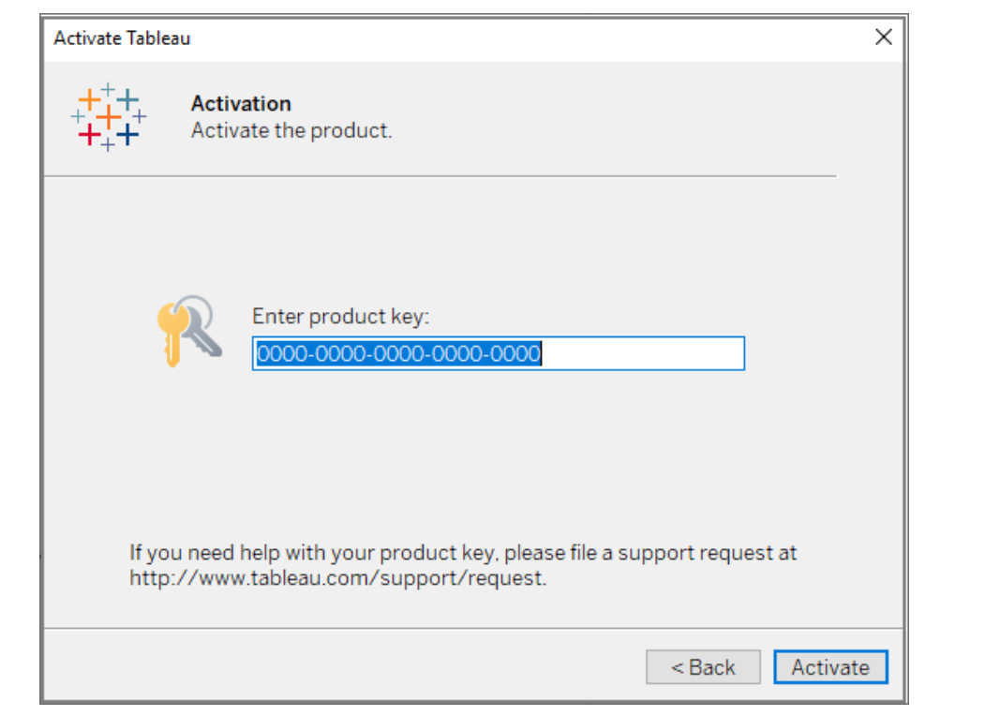 Activate Tableau
Activation
Activate the product.
Enter product key:
0000-0000-0000-0000-0000
If you need help with your product key, please file a support request at
http://www.tableau.com/support/request.
< Back
Activate